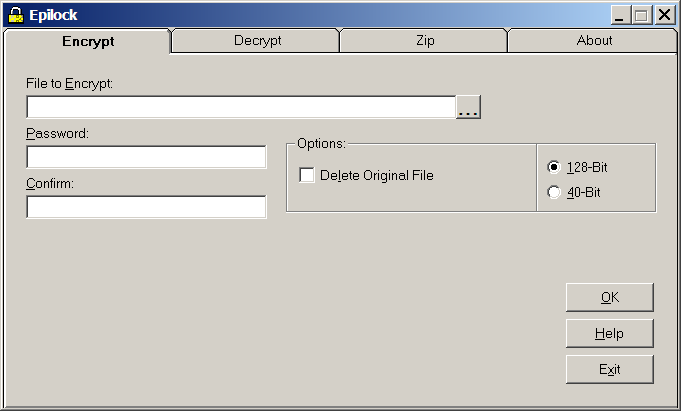 Epilock
Encrypt Decrypt Zip About
File to Encrypt:
...
Password:
Options:
Delete Original File
128-Bit
Confirm:
40-Bit
OK
Help
Exit